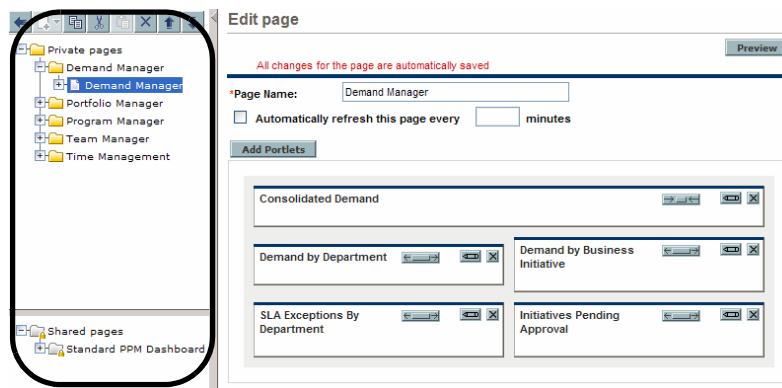 Edit page
Preview
All changes for the page are automatically saved
*Page Name: Demand Manager
Automatically refresh this page every minutes
Add Portlets
Private pages
Demand Manager
Demand Manager
Portfolio Manager
Program Manager
Team Manager
Time Management
Shared pages
Standard PPM Dashboard
Consolidated Demand
Demand by Department
Demand by Business
Initiative
SLA Exceptions By
Department
Initiatives Pending
Approval